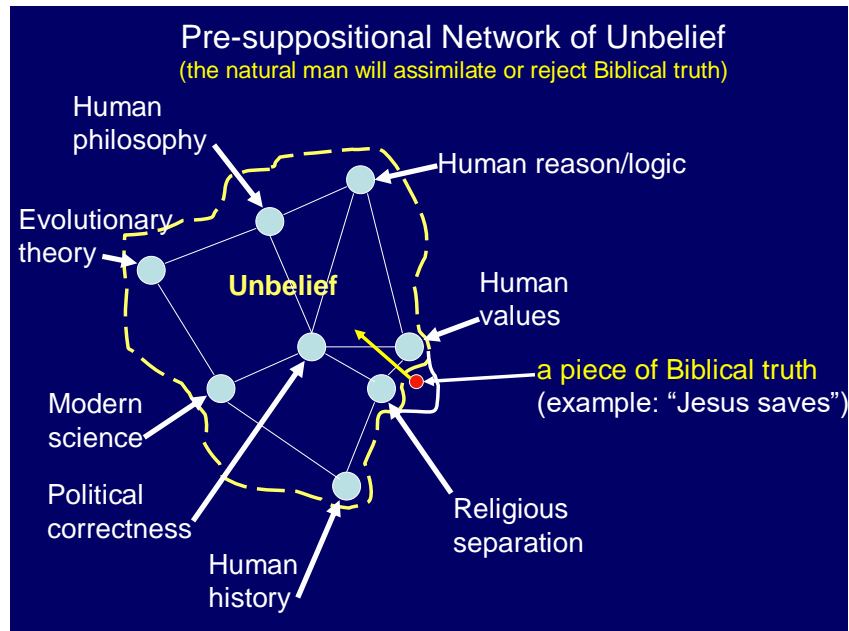 Pre-suppositional Network of Unbelief
(the natural man will assimilate or reject Biblical truth)
Human
philosophy
Human reason/logic
Evolutionary
theory
Unbelief
Human
values
a piece of Biblical truth
(example: “Jesus saves”)
Modern
science
Political
correctness
Religious
separation
Human
history